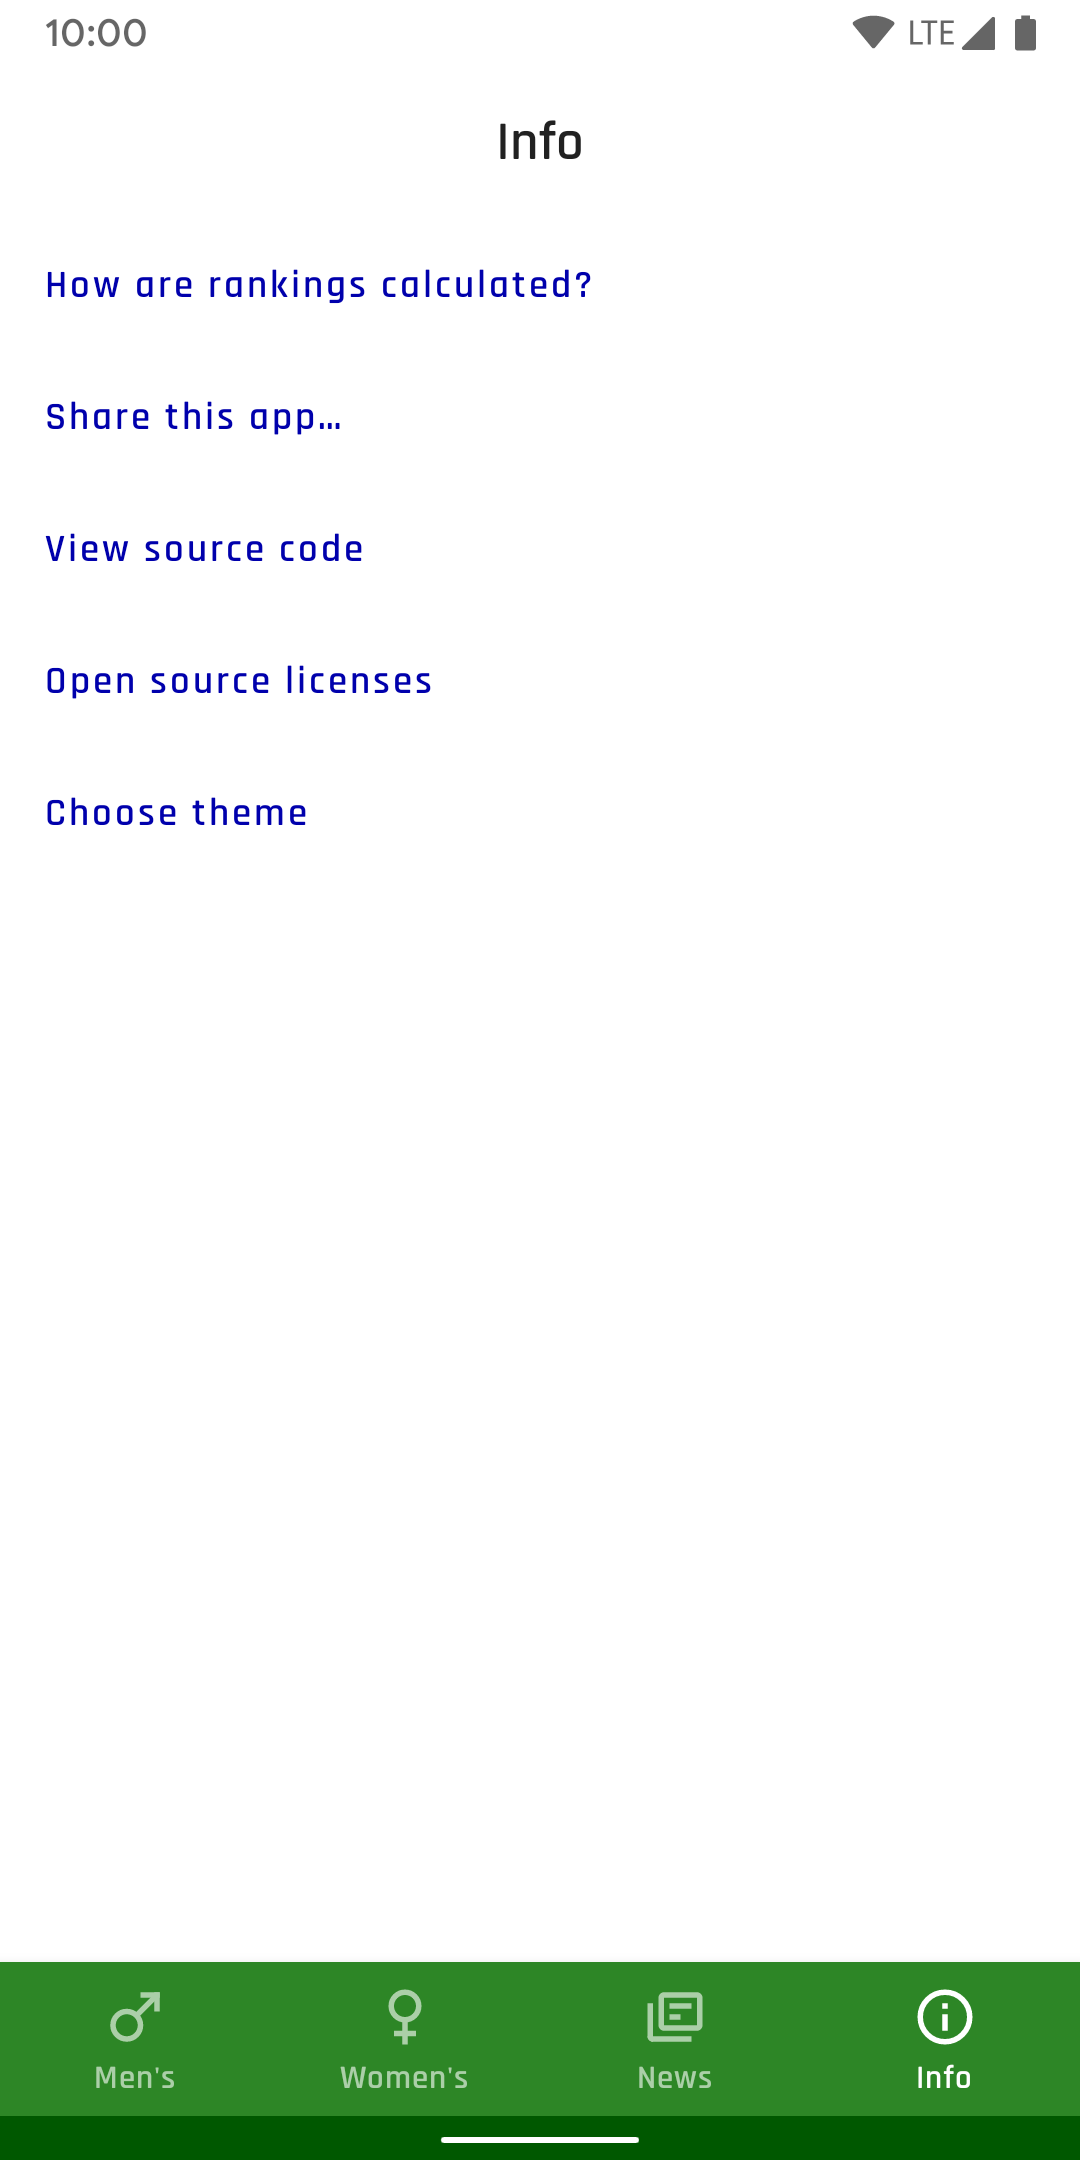 10:00
LTE
Info
How are rankings calculated?
Share this app…
View source code
Open source licenses
Choose theme
Men's
Women's
News
Info